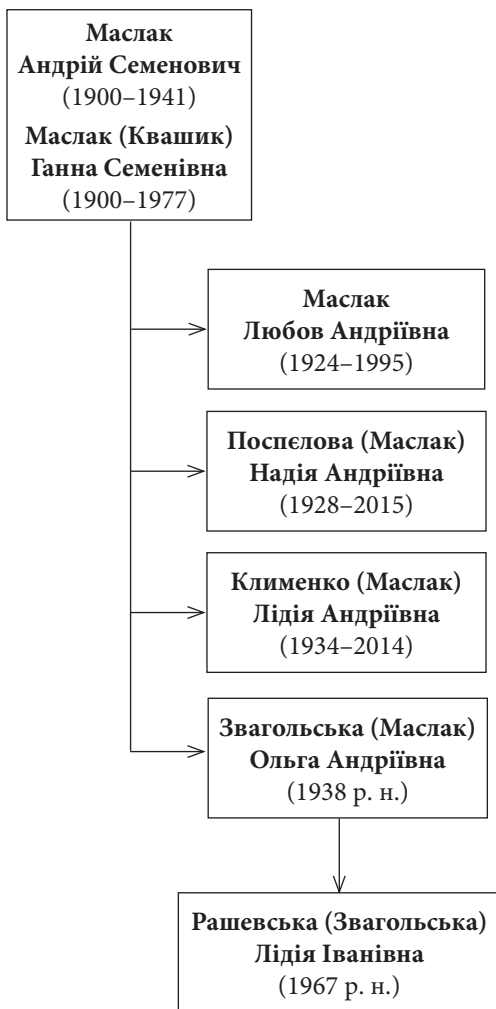 Маслак
Андрій Семенович
(1900–1941)
Маслак (Квашик)
Ганна Семенівна
(1900–1977)
Маслак
Любов Андріївна
(1924–1995)
Поспєлова (Маслак)
Надія Андріївна
(1928–2015)
Клименко (Маслак)
Лідія Андріївна
(1934–2014)
Звагольська (Маслак)
Ольга Андріївна
(1938 р. н.)
Рашевська (Звагольська)
Лідія Іванівна
(1967 р. н.)